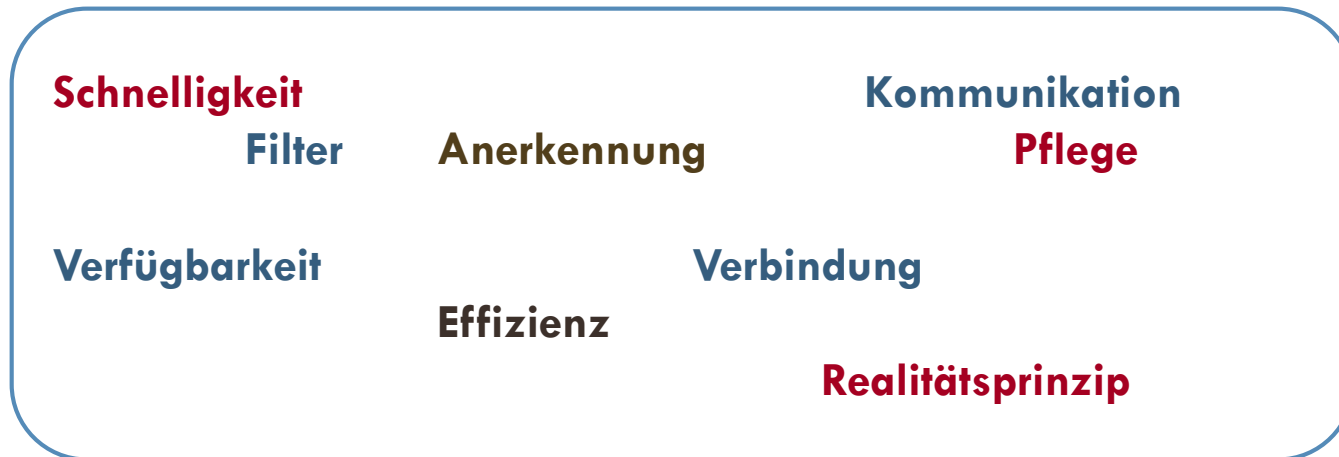 Schnelligkeit Kommunikation
Filter Anerkennung Pflege
Verfügbarkeit Verbindung
Effizienz
Realitätsprinzip